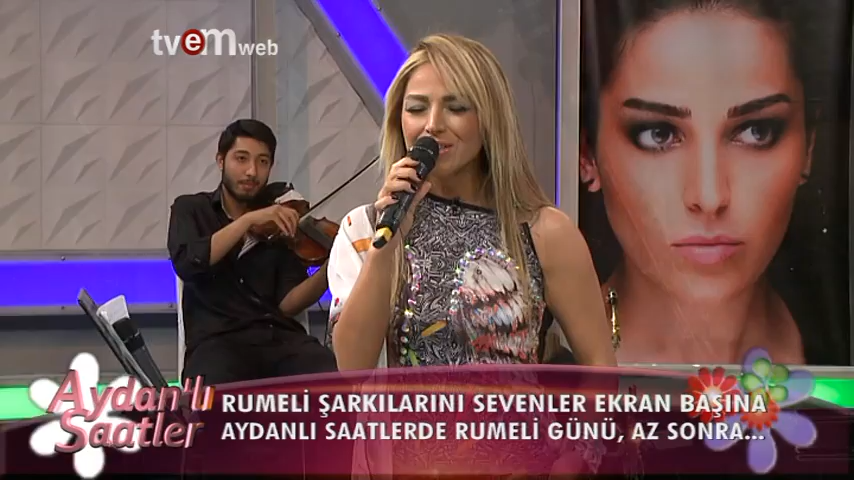 tvem web
Aydan'lı
Saatler
RUMELİ ŞARKILARINI SEVENLER EKRAN BAŞINA
AYDANLI SAATLERDE RUMELİ GÜNÜ, AZ SONRA...